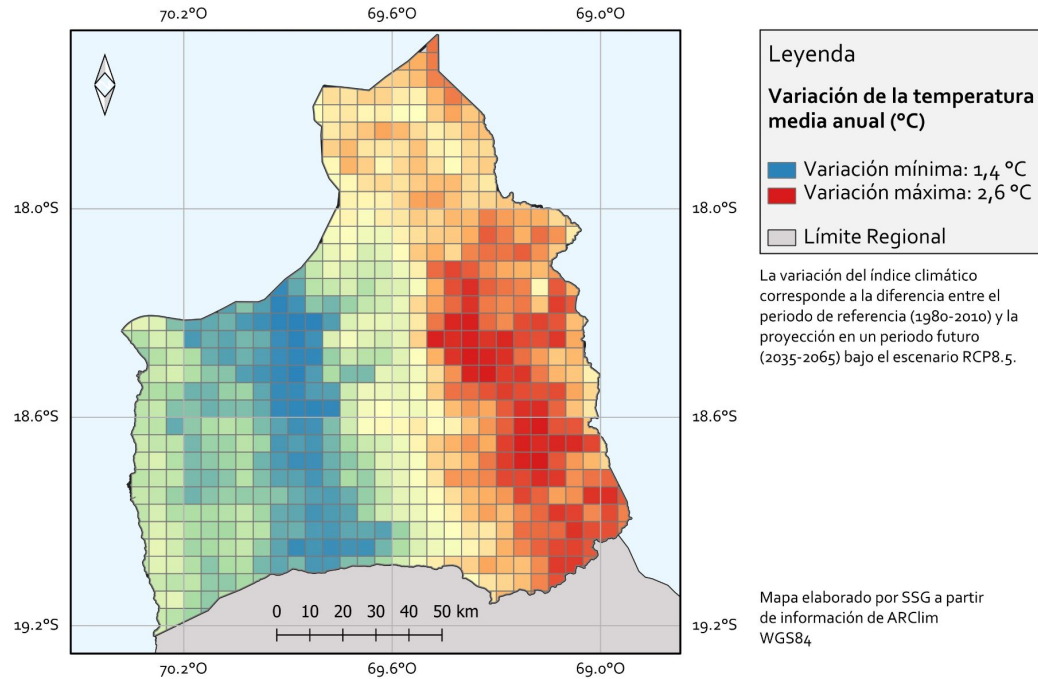 70.2°O 69.6°O 69.0°O
18.0°S 18.0°S
18.6°S 18.6°S
19.2°S 19.2°S
0 10 20 30 40 50 km
70.2°O 69.6°O 69.0°O
Leyenda
Variación de la temperatura
media anual (°C)
Variación mínima: 1,4 °C
Variación máxima: 2,6 °C
Límite Regional
La variación del índice climático
corresponde a la diferencia entre el
periodo de referencia (1980-2010) y la
proyección en un periodo futuro
(2035-2065) bajo el escenario RCP8.5.
Mapa elaborado por SSG a partir
de información de ARClim
WGS84